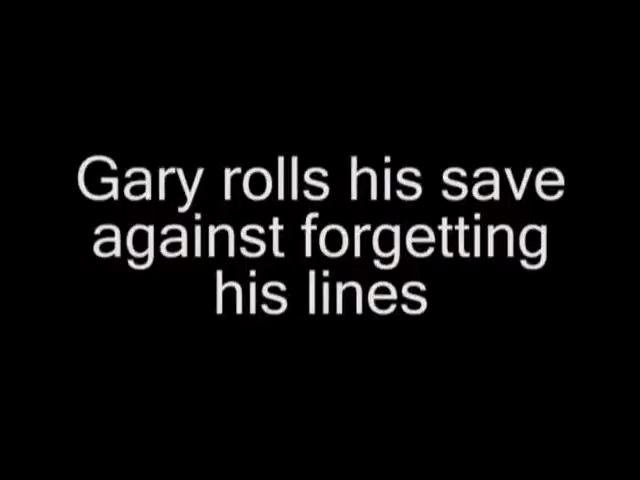 Gary rolls his save
against forgetting
his lines